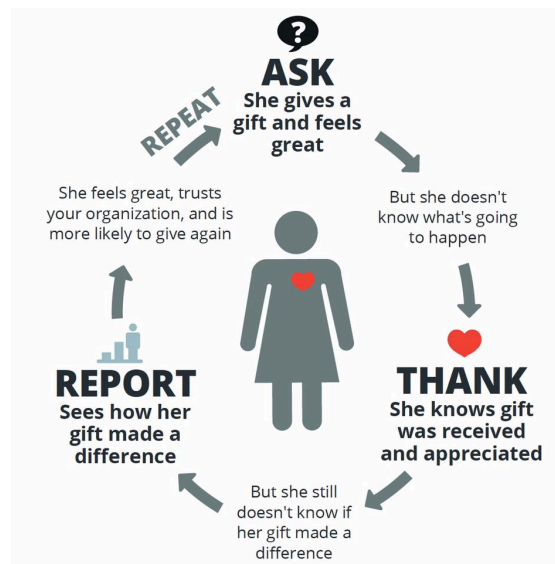 ?
ASK
She gives a
gift and feels
great
But she doesn't
know what's going
to happen
THANK
She knows gift
was received
and appreciated
But she still
doesn't know if
her gift made a
difference
REPORT
Sees how her
gift made a
difference
She feels great, trusts
your organization, and is
more likely to give again
REPEAT